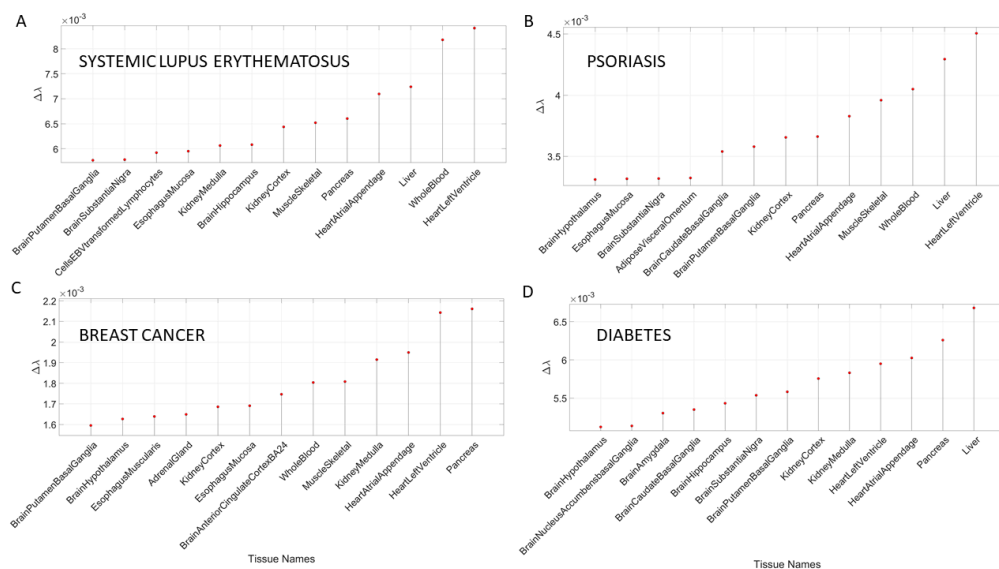 A
×10⁻³
SYSTEMIC LUPUS ERYTHEMATOSUS
Δλ
8
7.5
7
6.5
6
BrainPutamenBasalGanglia
BrainSubstantiaNigra
CellsEBVtransformedLymphocytes
EsophagusMucosa
KidneyMedulla
BrainHippocampus
KidneyCortex
MuscleSkeletal
Pancreas
HeartAtrialAppendage
Liver
WholeBlood
HeartLeftVentricle
B
×10⁻³
PSORIASIS
Δλ
4.5
4
3.5
BrainHypothalamus
EsophagusMucosa
BrainSubstantiaNigra
AdiposeVisceralOmentum
BrainCaudateBasalGanglia
BrainPutamenBasalGanglia
KidneyCortex
Pancreas
HeartAtrialAppendage
MuscleSkeletal
WholeBlood
Liver
HeartLeftVentricle
C
×10⁻³
BREAST CANCER
Δλ
2.2
2.1
2
1.9
1.8
1.7
1.6
BrainPutamenBasalGanglia
BrainHypothalamus
EsophagusMuscularis
AdrenalGland
KidneyCortex
EsophagusMucosa
BrainAnteriorCingulateCortexBA24
WholeBlood
MuscleSkeletal
KidneyMedulla
HeartAtrialAppendage
HeartLeftVentricle
Pancreas
Tissue Names
D
×10⁻³
DIABETES
Δλ
6.5
6
5.5
BrainHypothalamus
BrainNucleusAccumbensbasalGanglia
BrainAmygdala
BrainCaudateBasalGanglia
BrainHippocampus
BrainSubstantiaNigra
BrainPutamenBasalGanglia
KidneyCortex
KidneyMedulla
HeartLeftVentricle
HeartAtrialAppendage
Pancreas
Liver
Tissue Names